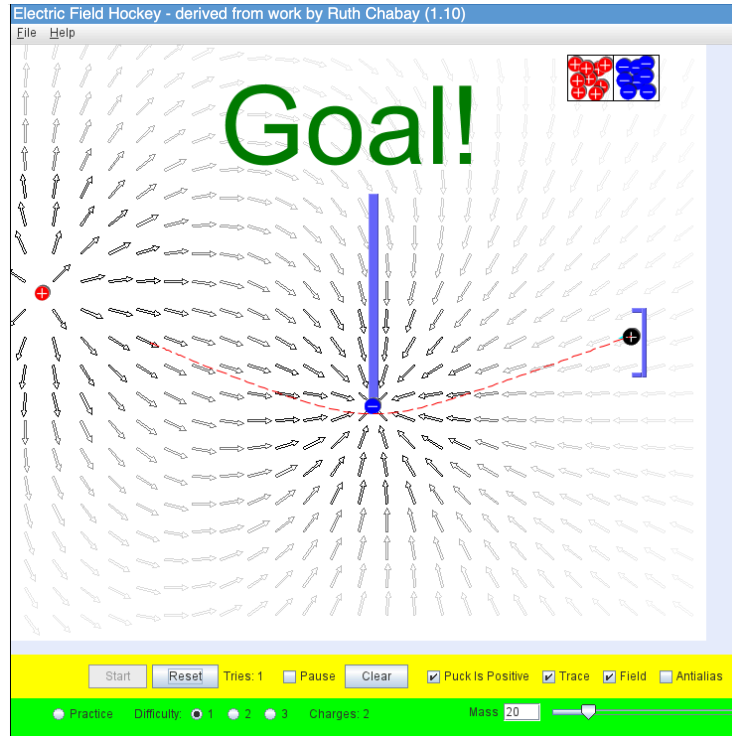 Electric Field Hockey - derived from work by Ruth Chabay (1.10)
File Help
Goal!
Start Reset Tries: 1 Pause Clear Puck Is Positive Trace Field Antialias
Practice Difficulty: 1 2 3 Charges: 2 Mass 20